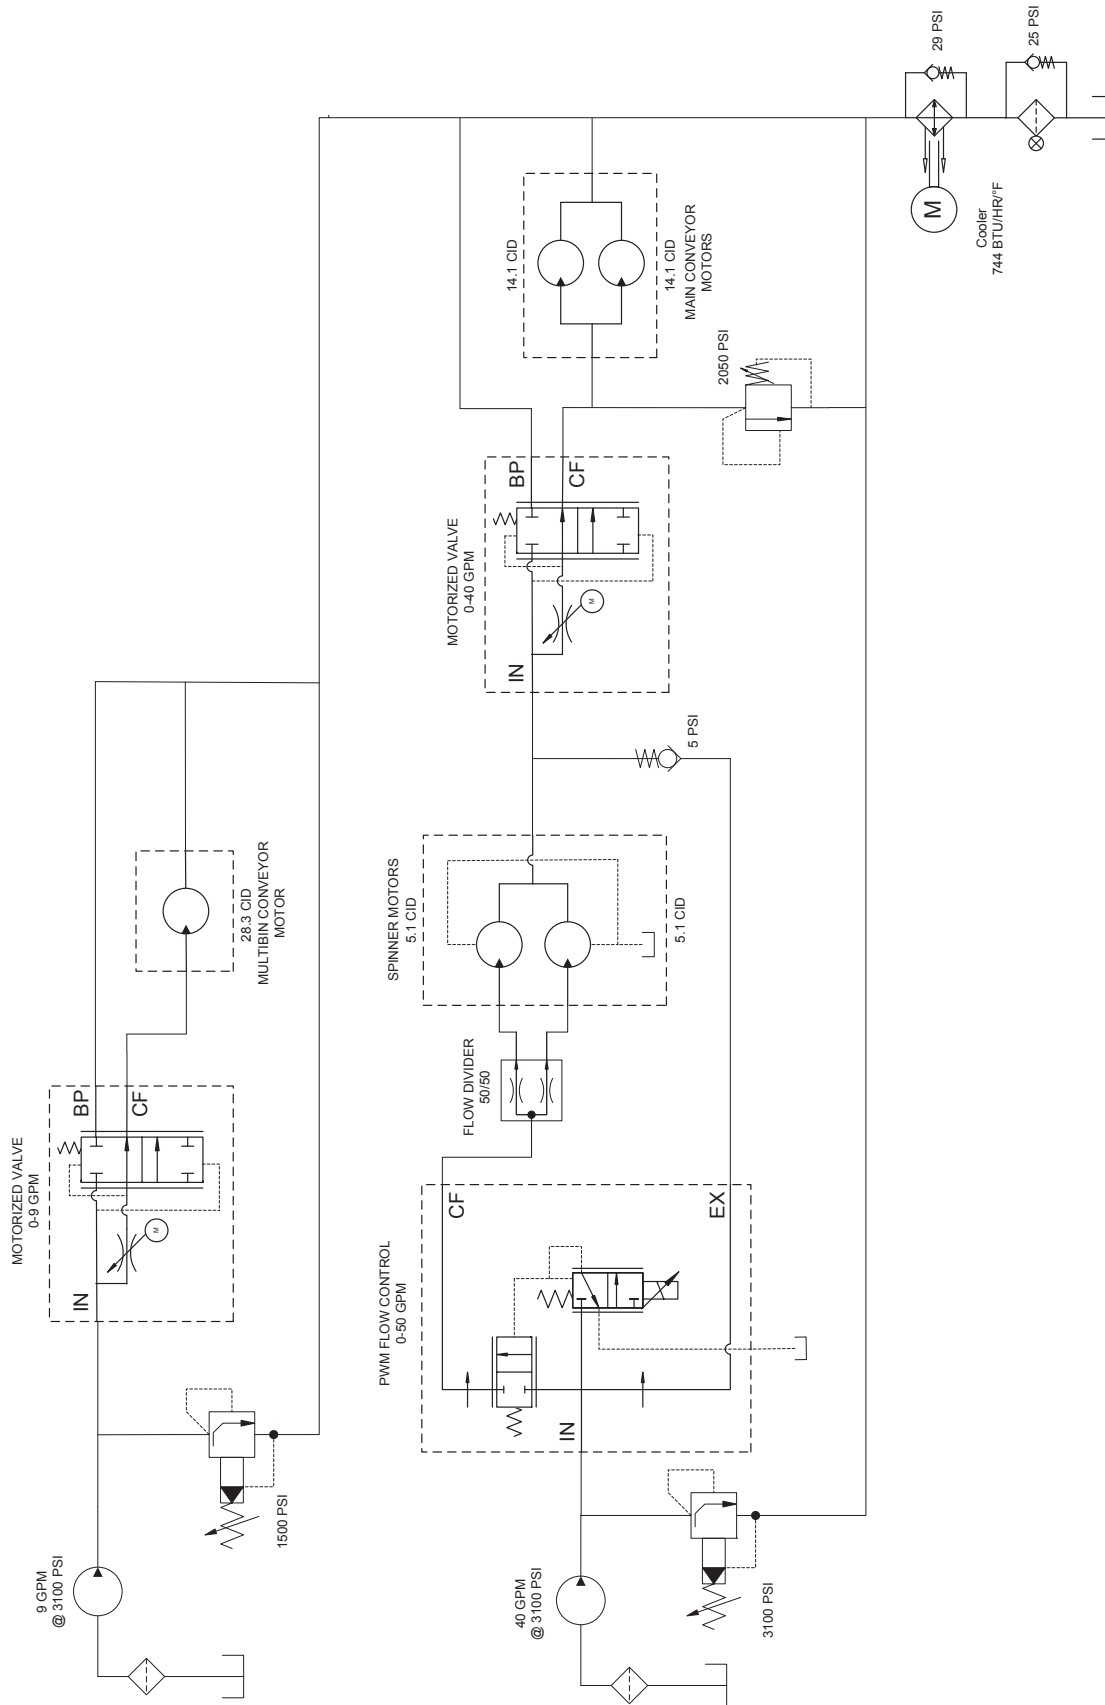 9 GPM
@ 3100 PSI
1500 PSI
MOTORIZED VALVE
0-9 GPM
IN
M
BP
CF
28.3 CID
MULTIBIN CONVEYOR
MOTOR
40 GPM
@ 3100 PSI
3100 PSI
PWM FLOW CONTROL
0-50 GPM
IN
CF
EX
FLOW DIVIDER
50/50
SPINNER MOTORS
5.1 CID
5.1 CID
5 PSI
MOTORIZED VALVE
0-40 GPM
IN
M
BP
CF
2050 PSI
14.1 CID
14.1 CID
MAIN CONVEYOR
MOTORS
M
Cooler
744 BTU/HR/°F
29 PSI
25 PSI